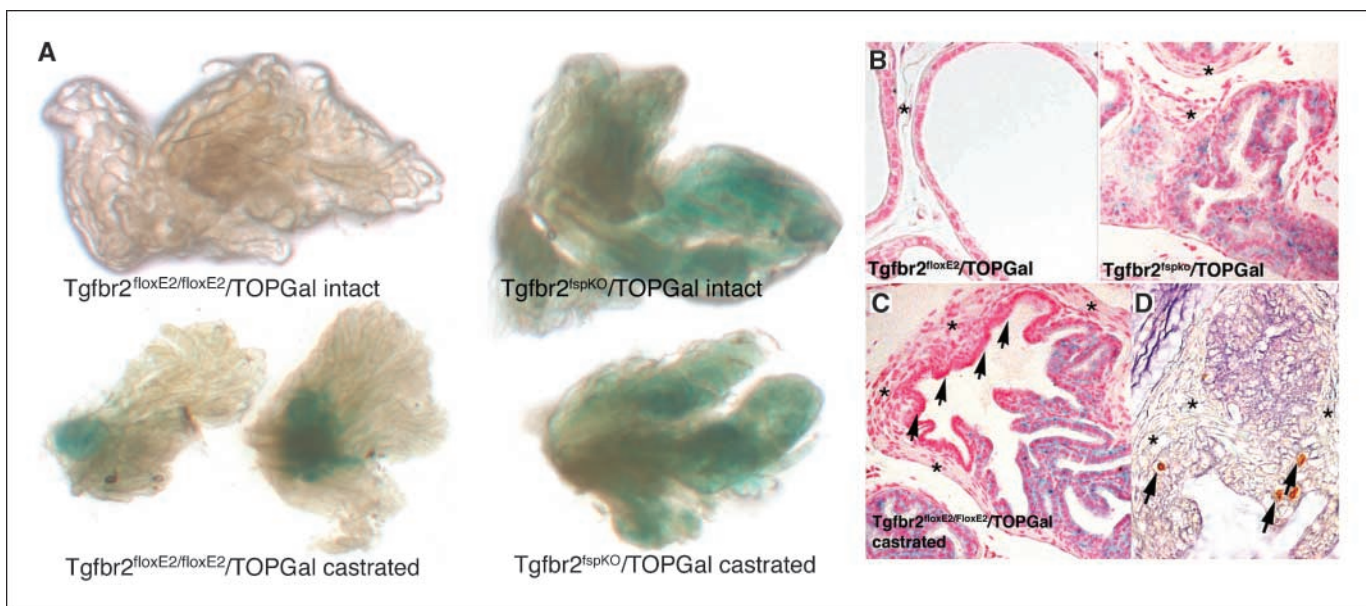 A
Tgfbr2floxE2/floxE2/TOPGal intact
Tgfbr2fspKO/TOPGal intact
Tgfbr2floxE2/floxE2/TOPGal castrated
Tgfbr2fspKO/TOPGal castrated
B
*
*
*
Tgfbr2floxE2/TOPGal
Tgfbr2fspko/TOPGal
C
*
*
*
*
*
Tgfbr2floxE2/FloxE2/TOPGal
castrated
D
*
*
*